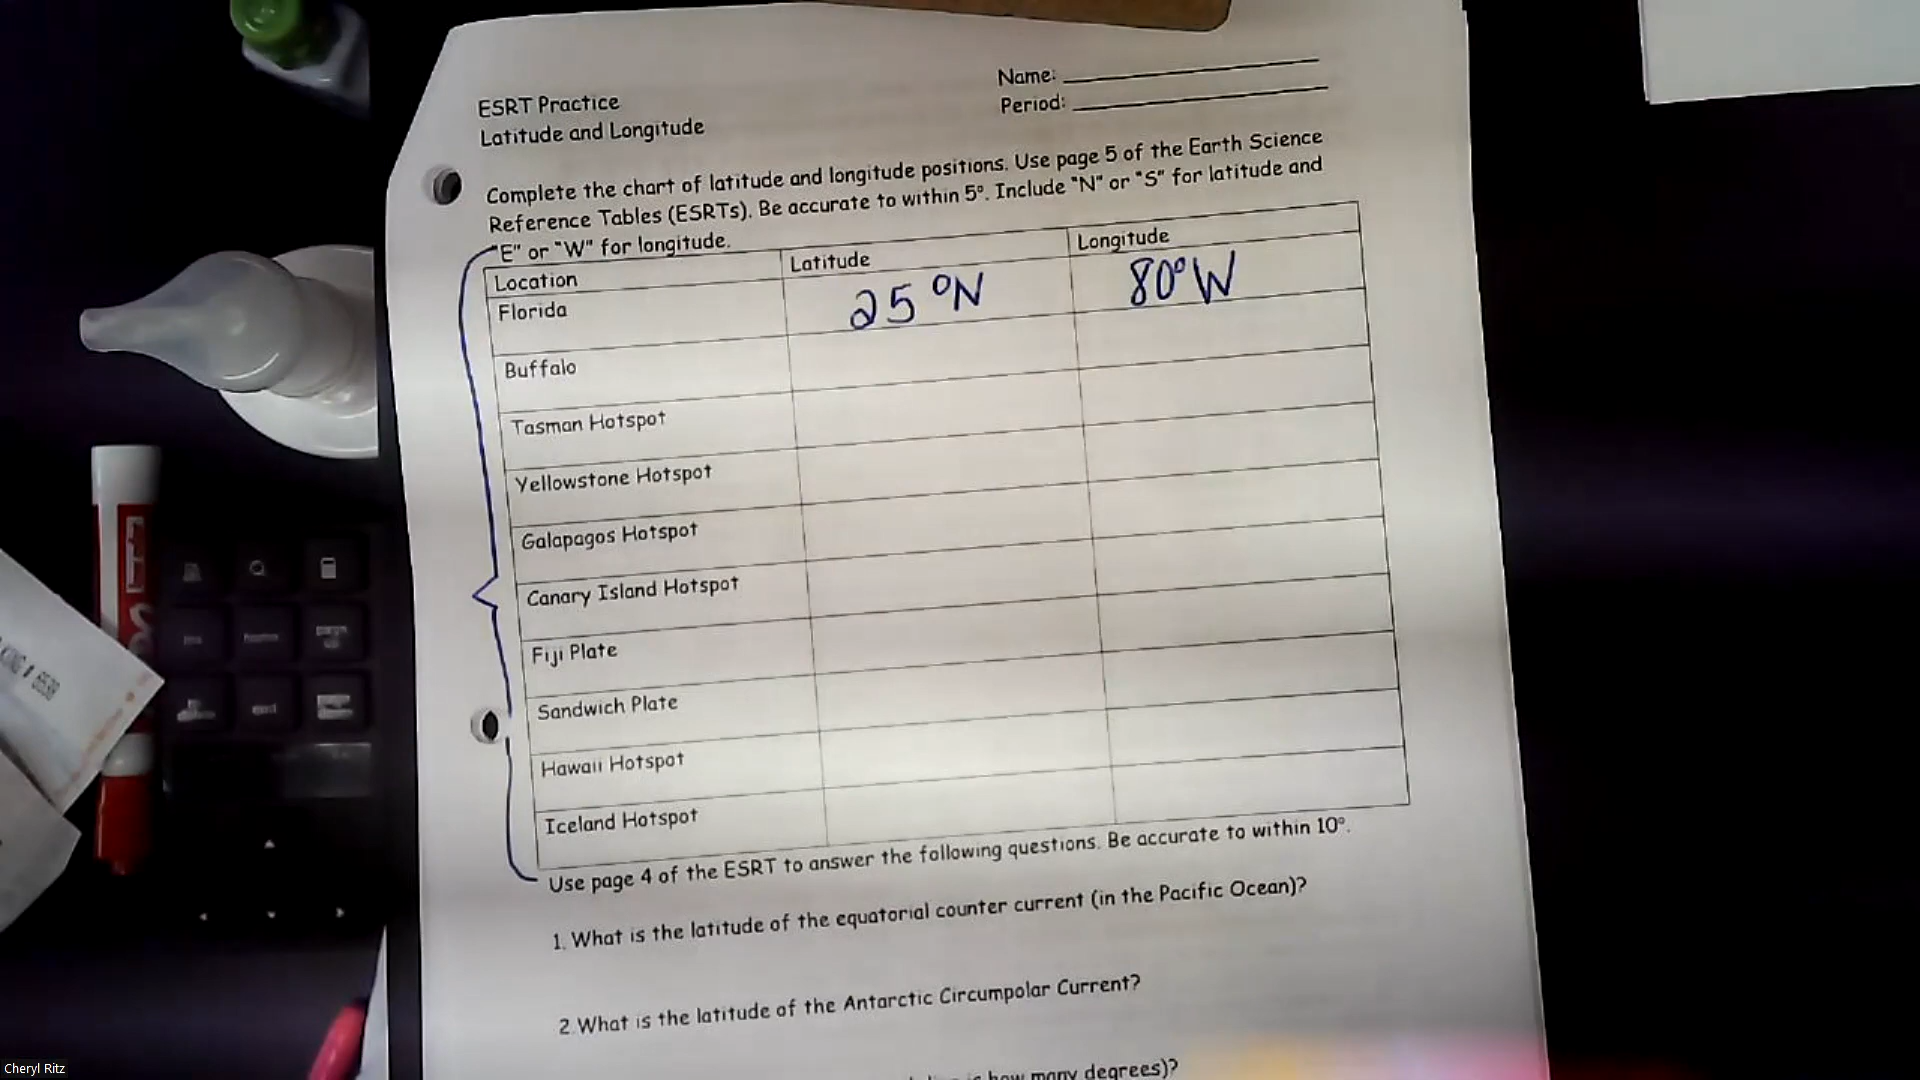 Name:
Period:
ESRT Practice
Latitude and Longitude
Complete the chart of latitude and longitude positions. Use page 5 of the Earth Science
Reference Tables (ESRTs). Be accurate to within 5°. Include "N" or "S" for latitude and
"E" or "W" for longitude.
Location Latitude Longitude
Florida 25°N 80°W
Buffalo
Tasman Hotspot
Yellowstone Hotspot
Galapagos Hotspot
Canary Island Hotspot
Fiji Plate
Sandwich Plate
Hawaii Hotspot
Iceland Hotspot
Use page 4 of the ESRT to answer the following questions. Be accurate to within 10°.
1. What is the latitude of the equatorial counter current (in the Pacific Ocean)?
2. What is the latitude of the Antarctic Circumpolar Current?
how many degrees)?
Cheryl Ritz